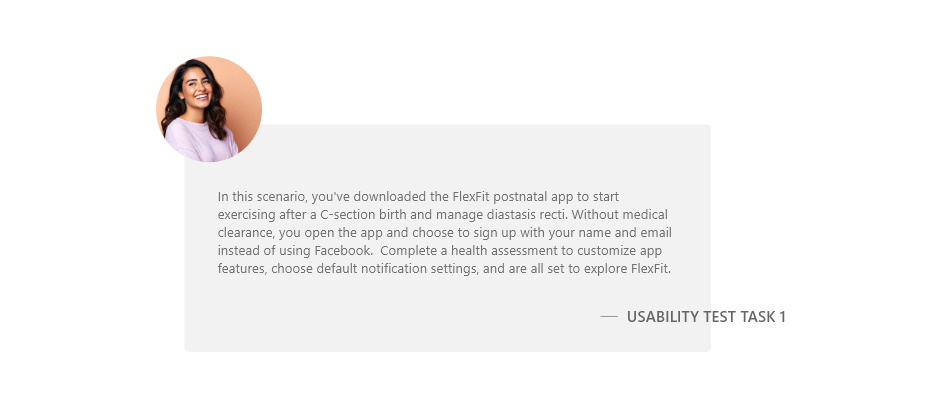 In this scenario, you've downloaded the FlexFit postnatal app to start
exercising after a C-section birth and manage diastasis recti. Without medical
clearance, you open the app and choose to sign up with your name and email
instead of using Facebook.  Complete a health assessment to customize app
features, choose default notification settings, and are all set to explore FlexFit.
— USABILITY TEST TASK 1